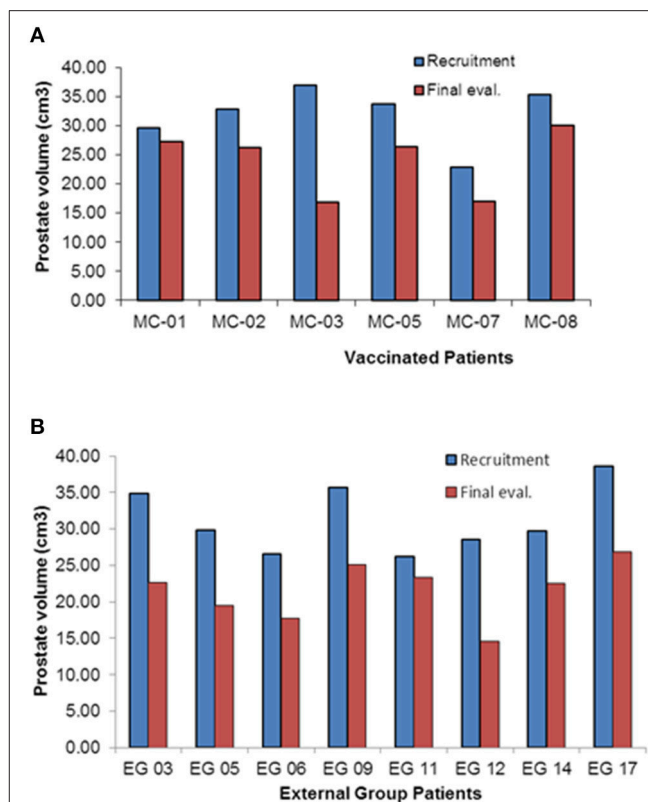 A
Recruitment
Final eval.
Prostate volume (cm3)
40.00
35.00
30.00
25.00
20.00
15.00
10.00
5.00
0.00
MC-01 MC-02 MC-03 MC-05 MC-07 MC-08
Vaccinated Patients
B
Recruitment
Final eval.
Prostate volume (cm3)
40.00
35.00
30.00
25.00
20.00
15.00
10.00
5.00
0.00
EG 03 EG 05 EG 06 EG 09 EG 11 EG 12 EG 14 EG 17
External Group Patients